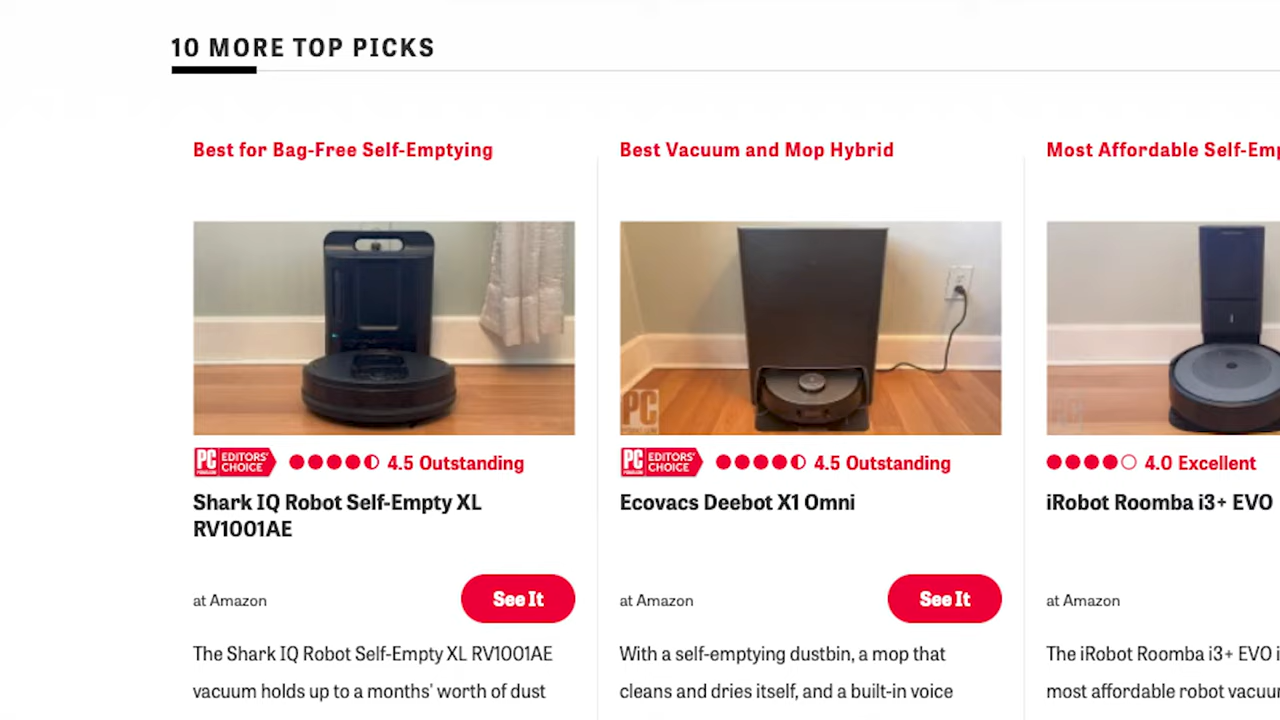 10 MORE TOP PICKS
Best for Bag-Free Self-Emptying
PC
EDITORS'
CHOICE
4.5 Outstanding
Shark IQ Robot Self-Empty XL
RV1001AE
at Amazon
See It
The Shark IQ Robot Self-Empty XL RV1001AE
vacuum holds up to a months' worth of dust
Best Vacuum and Mop Hybrid
PC
PC
EDITORS'
CHOICE
4.5 Outstanding
Ecovacs Deebot X1 Omni
at Amazon
See It
With a self-emptying dustbin, a mop that
cleans and dries itself, and a built-in voice
Most Affordable Self-Emp
PC
4.0 Excellent
iRobot Roomba i3+ EVO
at Amazon
The iRobot Roomba i3+ EVO i
most affordable robot vacuu